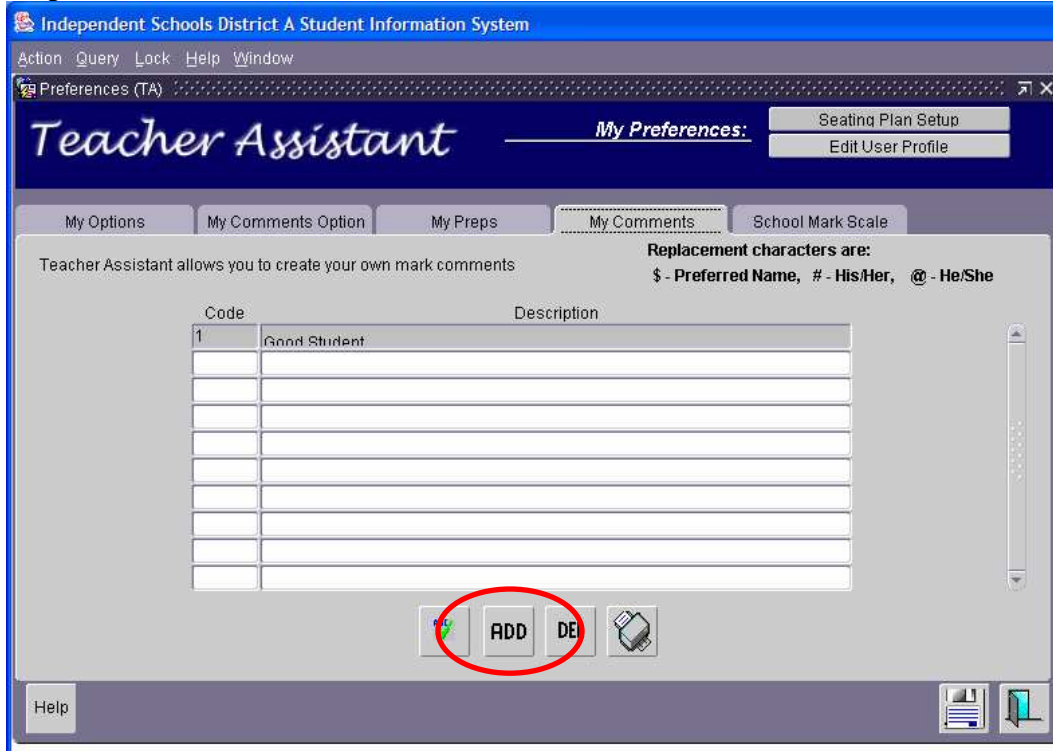 Independent Schools District A Student Information System
Action Query Lock Help Window
Preferences (TA)
Teacher Assistant
My Preferences:
Seating Plan Setup
Edit User Profile
My Options My Comments Option My Preps My Comments School Mark Scale
Teacher Assistant allows you to create your own mark comments
Replacement characters are:
$ - Preferred Name, # - His/Her, @ - He/She
Code Description
1 Good Student
ADD DEL
Help